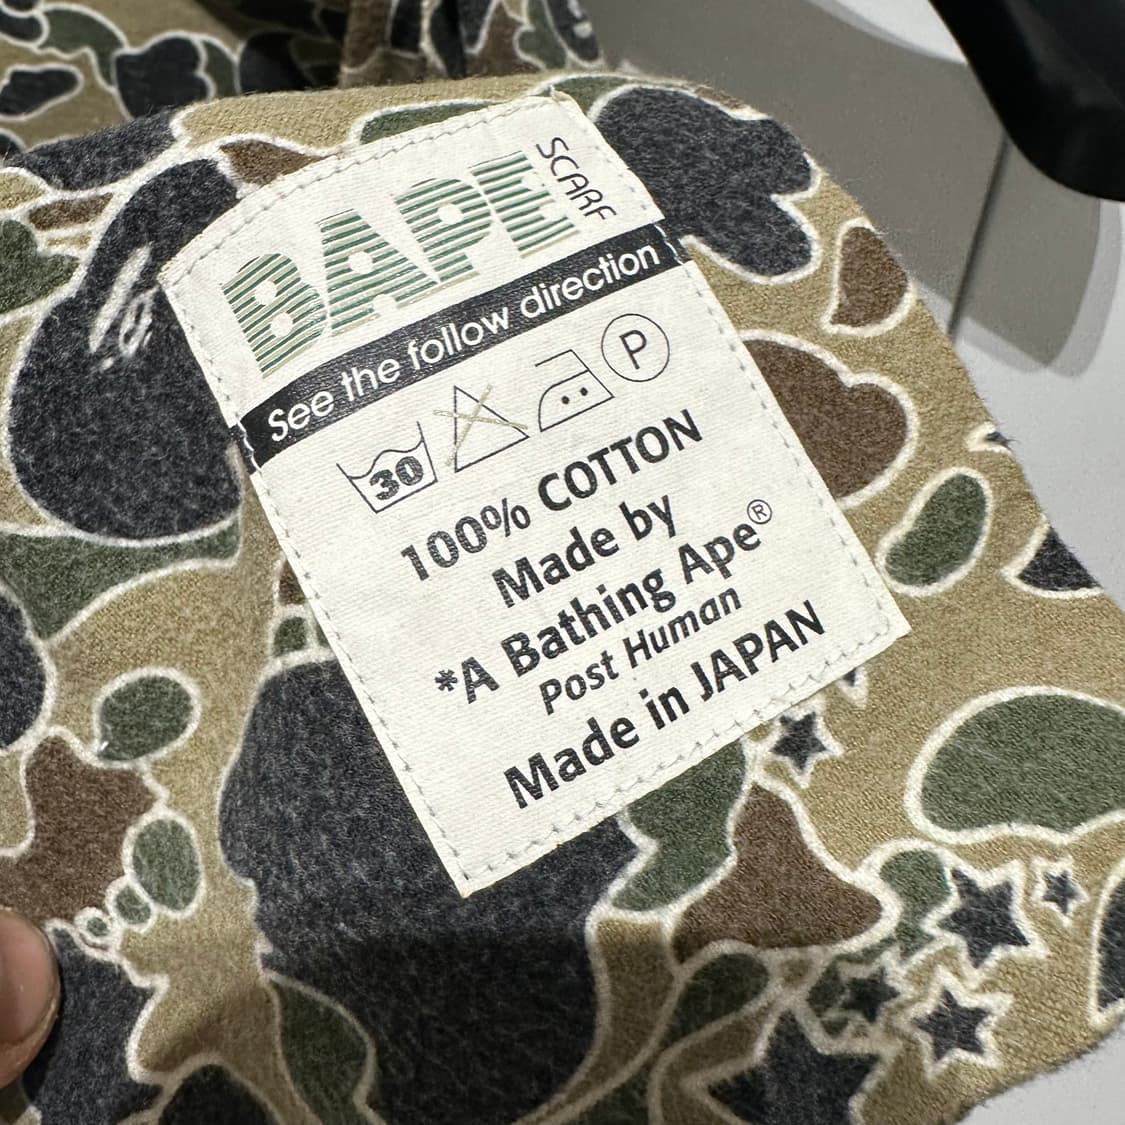 BAPE SCARF
See the follow direction
30 P
100% COTTON
Made by
*A Bathing Ape®
Post Human
Made in JAPAN